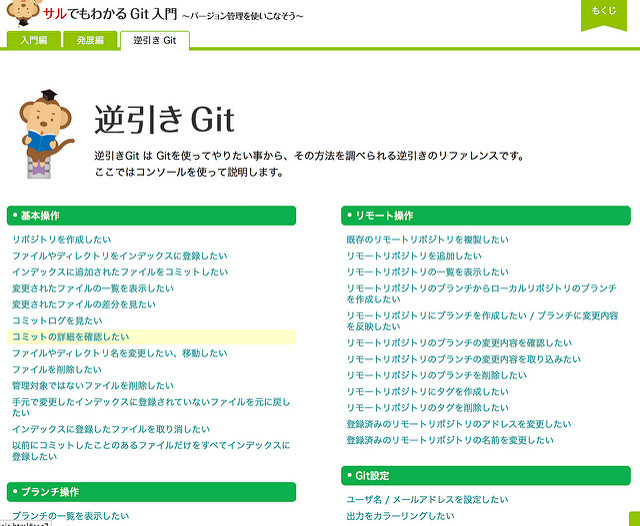 サルでもわかるGit入門 〜バージョン管理を使いこなそう〜
もくじ
入門編
発展編
逆引き Git
逆引き Git
逆引きGit は Gitを使ってやりたい事から、その方法を調べられる逆引きのリファレンスです。
ここではコンソールを使って説明します。
基本操作
リポジトリを作成したい
ファイルやディレクトリをインデックスに登録したい
インデックスに追加されたファイルをコミットしたい
変更されたファイルの一覧を表示したい
変更されたファイルの差分を見たい
コミットログを見たい
コミットの詳細を確認したい
ファイルやディレクトリ名を変更したい、移動したい
ファイルを削除したい
管理対象ではないファイルを削除したい
手元で変更したインデックスに登録されていないファイルを元に戻し
たい
インデックスに登録したファイルを取り消したい
以前にコミットしたことのあるファイルだけをすべてインデックスに
登録したい
ブランチ操作
ブランチの一覧を表示したい
リモート操作
既存のリモートリポジトリを複製したい
リモートリポジトリを追加したい
リモートリポジトリの一覧を表示したい
リモートリポジトリのブランチからローカルリポジトリのブランチ
を作成したい
リモートリポジトリにブランチを作成したい / ブランチに変更内容
を反映したい
リモートリポジトリのブランチの変更内容を確認したい
リモートリポジトリのブランチの変更内容を取り込みたい
リモートリポジトリのブランチを削除したい
リモートリポジトリにタグを作成したい
リモートリポジトリのタグを削除したい
登録済みのリモートリポジトリのアドレスを変更したい
登録済みのリモートリポジトリの名前を変更したい
Git設定
ユーザ名 / メールアドレスを設定したい
出力をカラーリングしたい